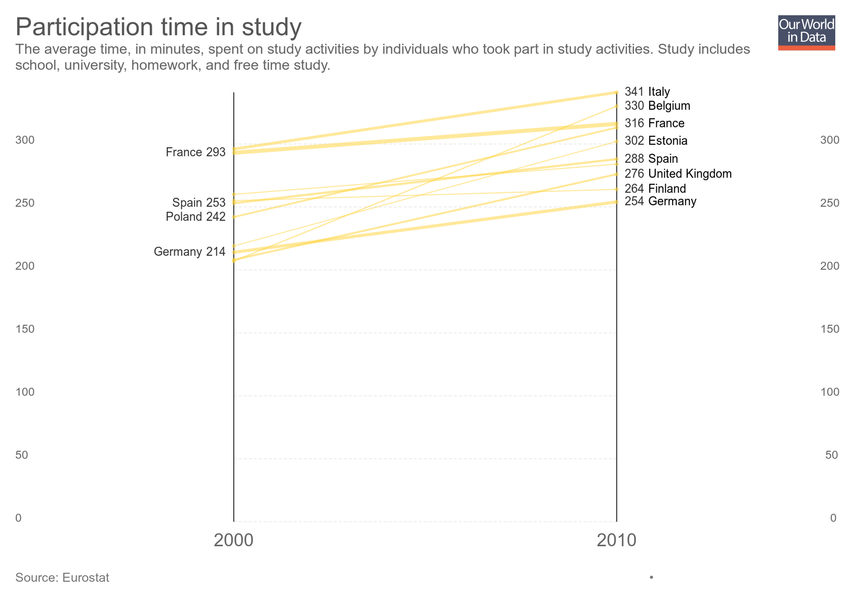 Participation time in study
Our World
in Data
The average time, in minutes, spent on study activities by individuals who took part in study activities. Study includes
school, university, homework, and free time study.
341 Italy
330 Belgium
316 France
300
302 Estonia
300
France 293
288 Spain
276 United Kingdom
264 Finland
250
Spain 253
254 Germany
250
Poland 242
Germany 214
200
200
150
150
100
100
50
50
0
0
2000
2010
Source: Eurostat